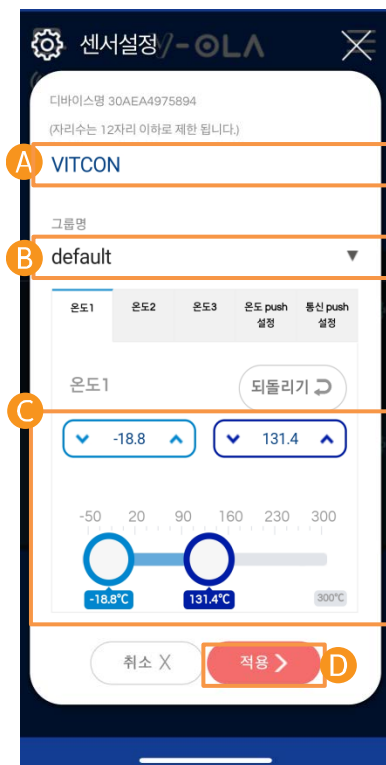 센서설정 y-OLA
디바이스명 30AEA4975894
(자리수는 12자리 이하로 제한 됩니다.)
A VITCON
그룹명
B default ▼
온도1 온도2 온도3 온도 push 설정 통신 push 설정
온도1 되돌리기
C
-18.8 131.4
-50 20 90 160 230 300
-18.8°C 131.4°C 300°C
취소 X 적용 > D